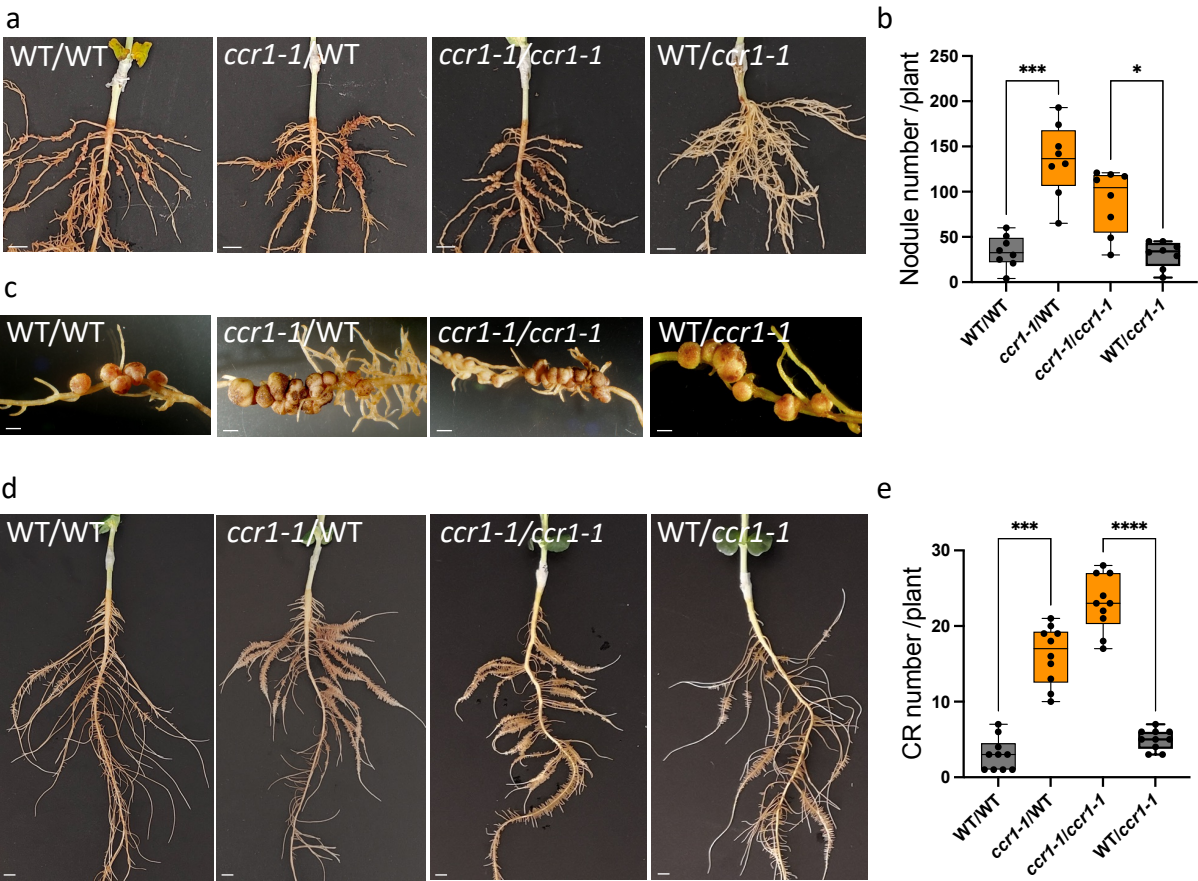 a
WT/WT
ccr1-1/WT
ccr1-1/ccr1-1
WT/ccr1-1
b
Nodule number /plant
250
200
150
100
50
0
***
*
WT/WT
ccr1-1/WT
ccr1-1/ccr1-1
WT/ccr1-1
c
WT/WT
ccr1-1/WT
ccr1-1/ccr1-1
WT/ccr1-1
d
WT/WT
ccr1-1/WT
ccr1-1/ccr1-1
WT/ccr1-1
e
CR number /plant
30
20
10
0
***
****
WT/WT
ccr1-1/WT
ccr1-1/ccr1-1
WT/ccr1-1